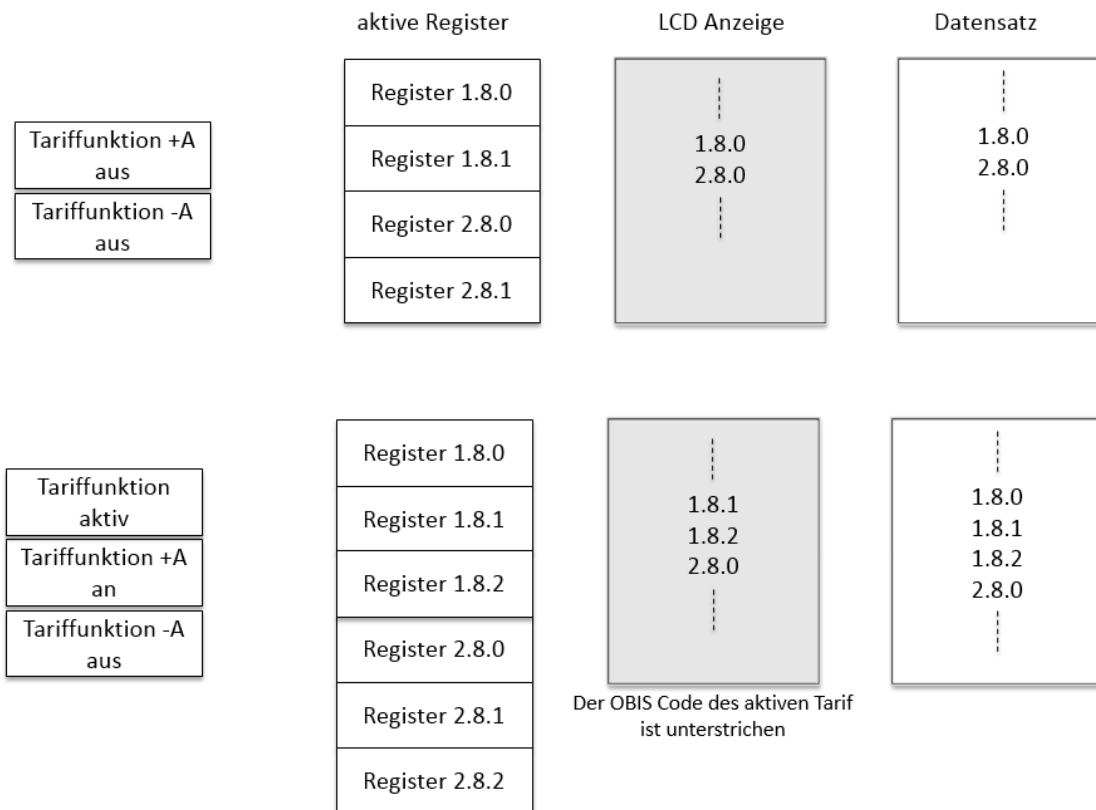 aktive Register
LCD Anzeige
Datensatz
Tariffunktion +A
aus
Tariffunktion -A
aus
Register 1.8.0
Register 1.8.1
Register 2.8.0
Register 2.8.1
1.8.0
2.8.0
1.8.0
2.8.0
Tariffunktion
aktiv
Tariffunktion +A
an
Tariffunktion -A
aus
Register 1.8.0
Register 1.8.1
Register 1.8.2
Register 2.8.0
Register 2.8.1
Register 2.8.2
1.8.1
1.8.2
2.8.0
Der OBIS Code des aktiven Tarif
ist unterstrichen
1.8.0
1.8.1
1.8.2
2.8.0